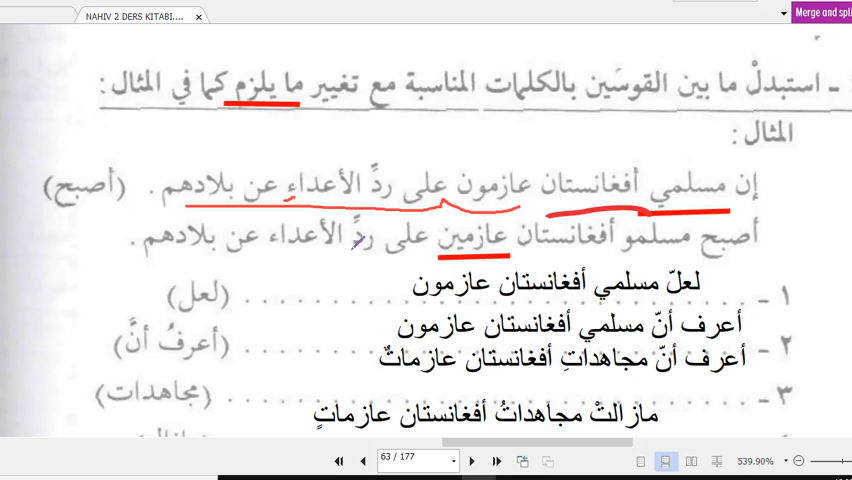 NAHIV 2 DERS KITABI....
Merge and spli
ـ استبدلْ ما بين القوسَين بالكلمات المناسبة مع تغيير ما يلزم كما في المثال :
المثال :
إن مسلمي أفغانستان عازمون على ردِّ الأعداء عن بلادهم . (أصبح)
أصبح مسلمو أفغانستان عازمين على ردِّ الأعداء عن بلادهم .
لعلّ مسلمي أفغانستان عازمون
١ - . . . . . . . . . . (لعل)
أعرف أنّ مسلمي أفغانستان عازمون
٢ - . . . . . . . . . . (أعرفُ أنَّ)
أعرف أنّ مجاهداتِ أفغانستان عازماتٌ
٣ - . . . . . . . . . . (مجاهدات)
مازالتْ مجاهداتُ أفغانستان عازماتٍ
63 / 177
539.90%